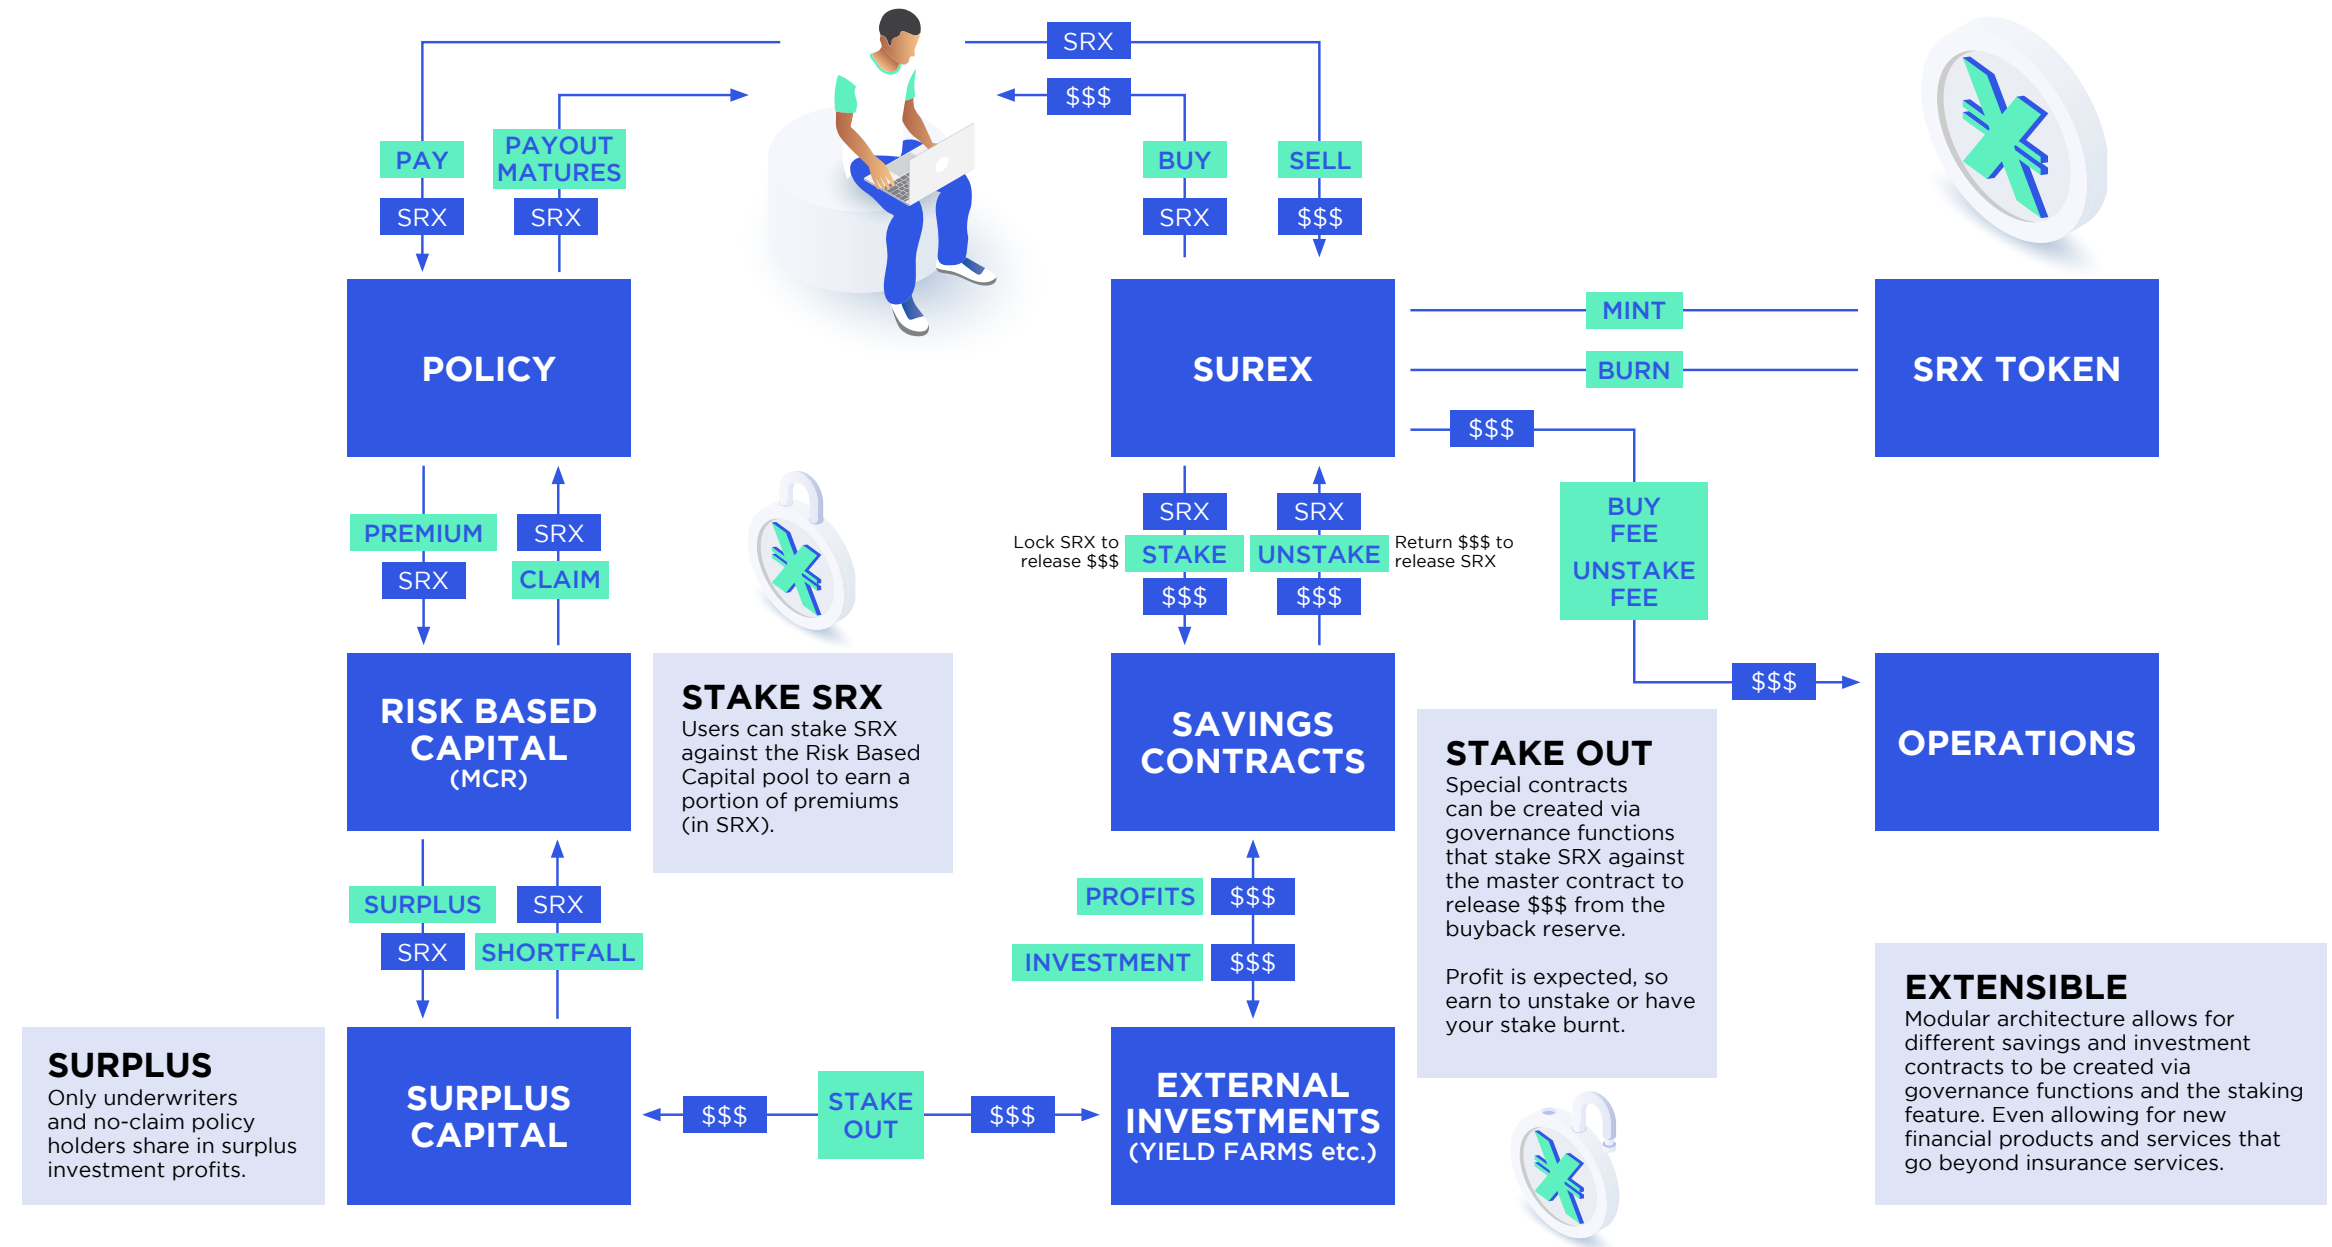 SRX
$$$
PAY
PAYOUT
MATURES
BUY
SELL
SRX
SRX
SRX
$$$
POLICY
SUREX
MINT
BURN
SRX TOKEN
$$$
PREMIUM
SRX
SRX
CLAIM
Lock SRX to
release $$$
SRX
STAKE
$$$
SRX
UNSTAKE
$$$
Return $$$ to
release SRX
BUY
FEE
UNSTAKE
FEE
$$$
RISK BASED
CAPITAL
(MCR)
STAKE SRX
Users can stake SRX
against the Risk Based
Capital pool to earn a
portion of premiums
(in SRX).
SAVINGS
CONTRACTS
STAKE OUT
Special contracts
can be created via
governance functions
that stake SRX against
the master contract to
release $$$ from the
buyback reserve.
Profit is expected, so
earn to unstake or have
your stake burnt.
OPERATIONS
SURPLUS
SRX
SRX
SHORTFALL
PROFITS
$$$
INVESTMENT
$$$
SURPLUS
Only underwriters
and no-claim policy
holders share in surplus
investment profits.
SURPLUS
CAPITAL
$$$
STAKE
OUT
$$$
EXTERNAL
INVESTMENTS
(YIELD FARMS etc.)
EXTENSIBLE
Modular architecture allows for
different savings and investment
contracts to be created via
governance functions and the staking
feature. Even allowing for new
financial products and services that
go beyond insurance services.